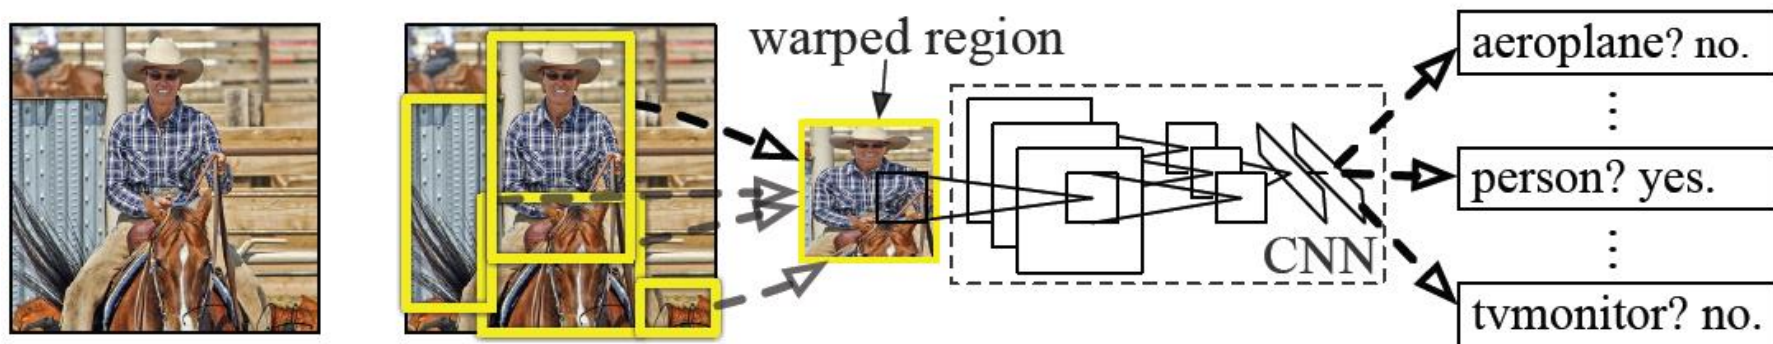 warped region
aeroplane? no.
person? yes.
CNN
tvmonitor? no.